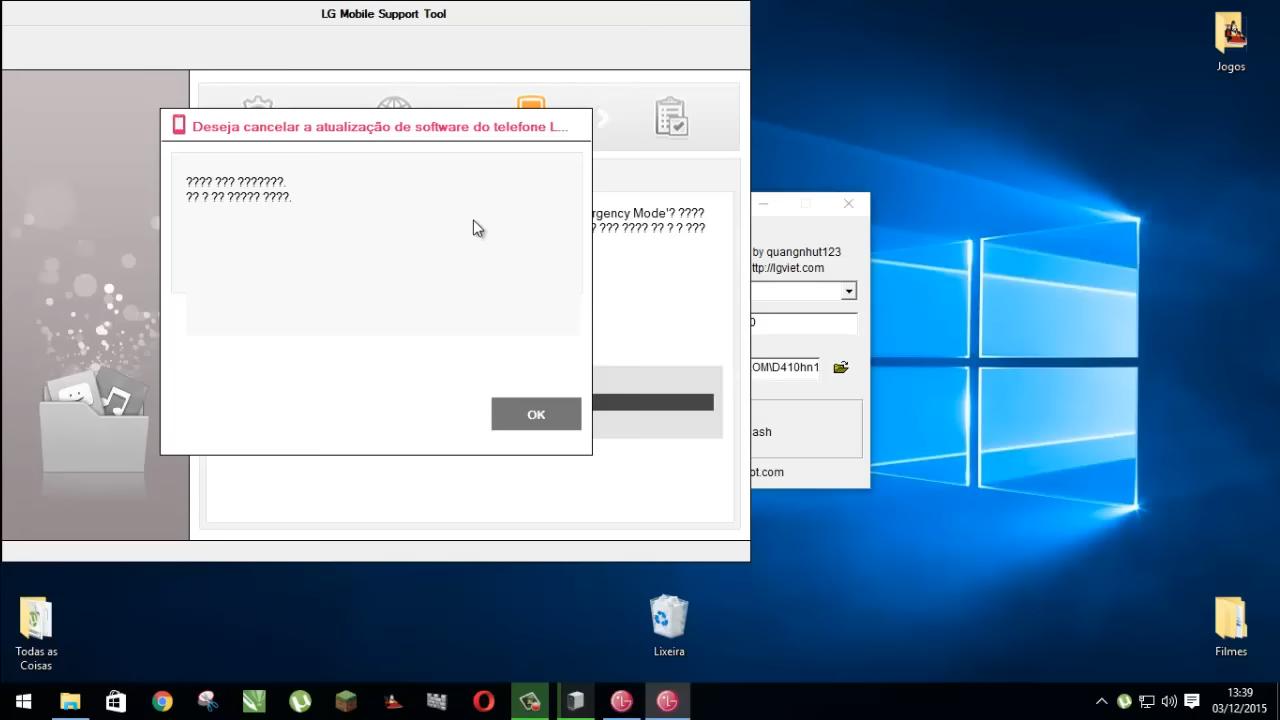 LG Mobile Support Tool
Jogos
Deseja cancelar a atualização de software do telefone L...
???? ??? ???????.
?? ? ?? ????? ????.
rgency Mode'? ????
? ??? ???? ?? ? ? ???
OK
by quangnhut123
ttp://lgviet.com
0
OM\D410hn1
ash
ot.com
Todas as
Coisas
Lixeira
Filmes
13:39
03/12/2015